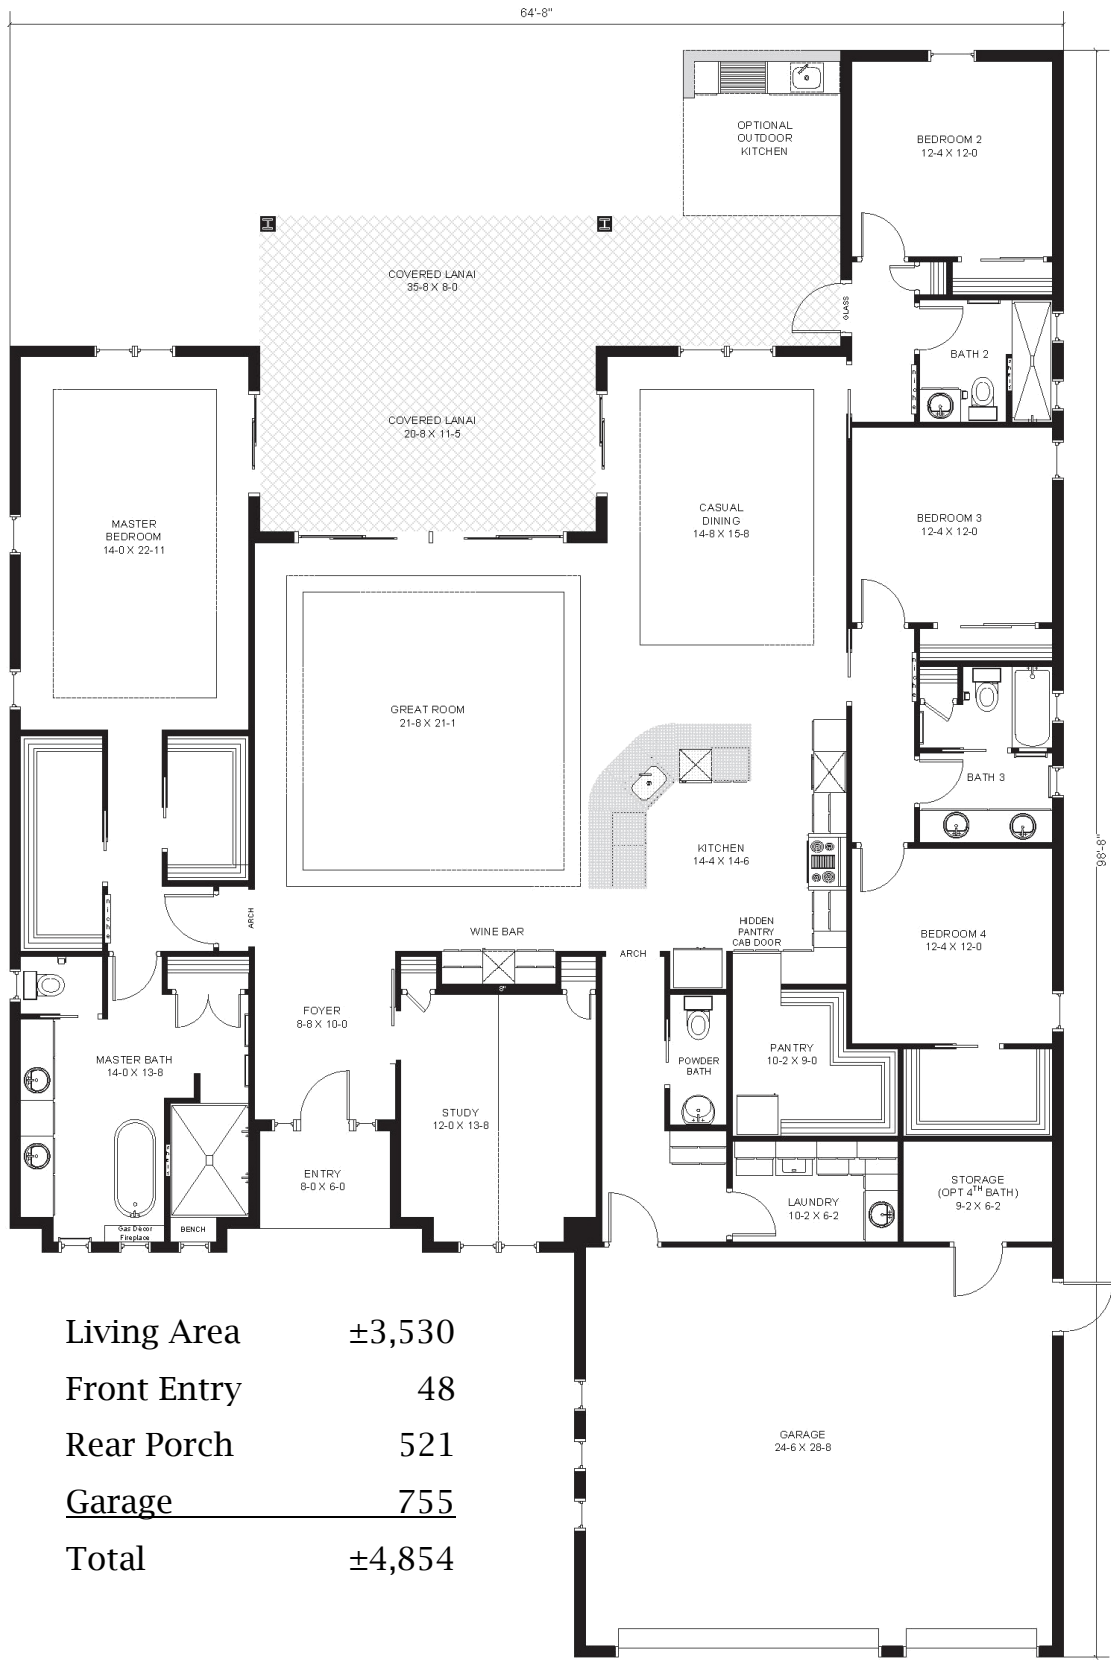 64'-8"
OPTIONAL
OUTDOOR
KITCHEN
BEDROOM 2
12-4 X 12-0
COVERED LANAI
35-8 X 8-0
GLASS
BATH 2
niche
shelf
COVERED LANAI
20-8 X 11-5
MASTER
BEDROOM
14-0 X 22-11
CASUAL
DINING
14-8 X 15-8
BEDROOM 3
12-4 X 12-0
niche
GREAT ROOM
21-8 X 21-1
BATH 3
KITCHEN
14-4 X 14-6
98'-8"
niche
ARCH
WINE BAR
HIDDEN
PANTRY
CAB DOOR
ARCH
BEDROOM 4
12-4 X 12-0
8"
FOYER
8-8 X 10-0
MASTER BATH
14-0 X 13-8
POWDER
BATH
PANTRY
10-2 X 9-0
STUDY
12-0 X 13-8
ENTRY
8-0 X 6-0
LAUNDRY
10-2 X 6-2
STORAGE
(OPT 4TH BATH)
9-2 X 6-2
Gas Decor
Fireplace
BENCH
Living Area ±3,530
Front Entry 48
Rear Porch 521
Garage 755
Total ±4,854
GARAGE
24-6 X 28-8